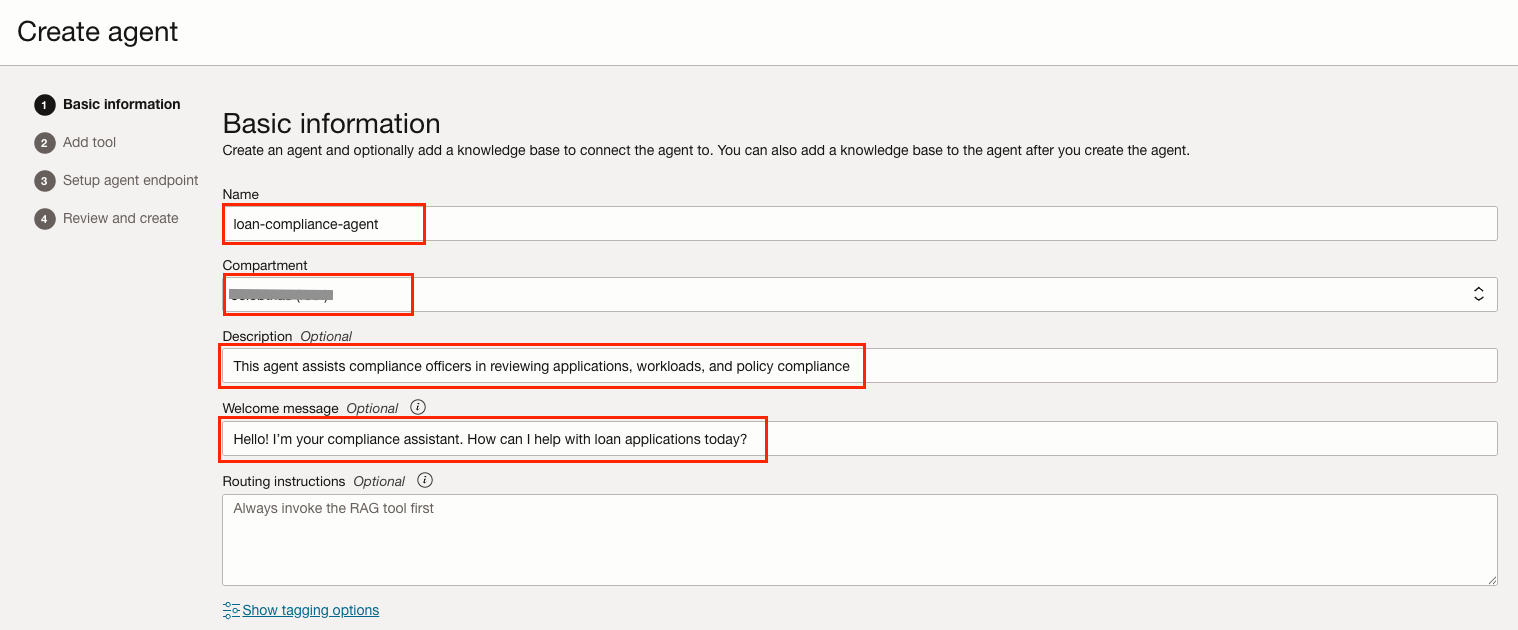 Create agent
1 Basic information
2 Add tool
3 Setup agent endpoint
4 Review and create
Basic information
Create an agent and optionally add a knowledge base to connect the agent to. You can also add a knowledge base to the agent after you create the agent.
Name
loan-compliance-agent
Compartment
Description Optional
This agent assists compliance officers in reviewing applications, workloads, and policy compliance
Welcome message Optional i
Hello! I'm your compliance assistant. How can I help with loan applications today?
Routing instructions Optional i
Always invoke the RAG tool first
Show tagging options